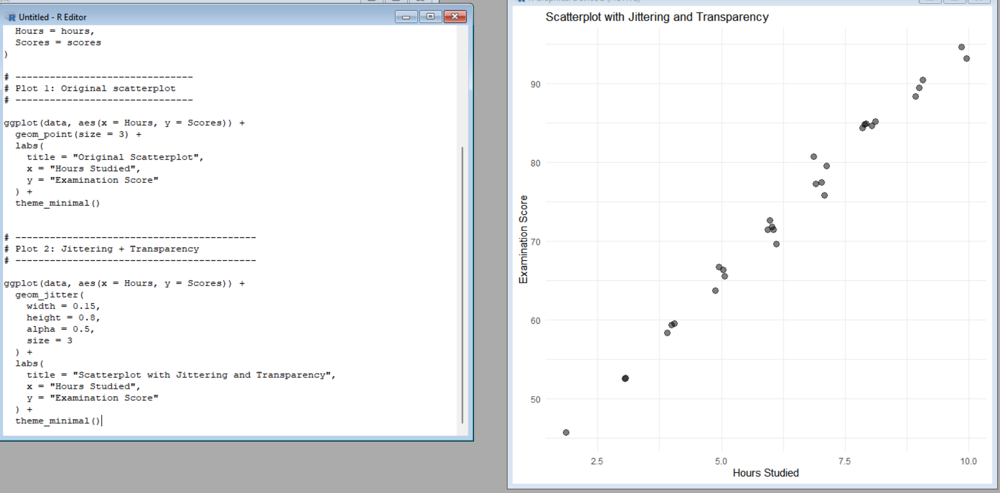 Untitled - R Editor
  Hours = hours,
  Scores = scores
)
# -------------------------------
# Plot 1: Original scatterplot
# -------------------------------
ggplot(data, aes(x = Hours, y = Scores)) +
  geom_point(size = 3) +
  labs(
    title = "Original Scatterplot",
    x = "Hours Studied",
    y = "Examination Score"
  ) +
  theme_minimal()
# ------------------------------------------
# Plot 2: Jittering + Transparency
# ------------------------------------------
ggplot(data, aes(x = Hours, y = Scores)) +
  geom_jitter(
    width = 0.15,
    height = 0.8,
    alpha = 0.5,
    size = 3
  ) +
  labs(
    title = "Scatterplot with Jittering and Transparency",
    x = "Hours Studied",
    y = "Examination Score"
  ) +
  theme_minimal()
Scatterplot with Jittering and Transparency
Examination Score
90
80
70
60
50
2.5 5.0 7.5 10.0
Hours Studied